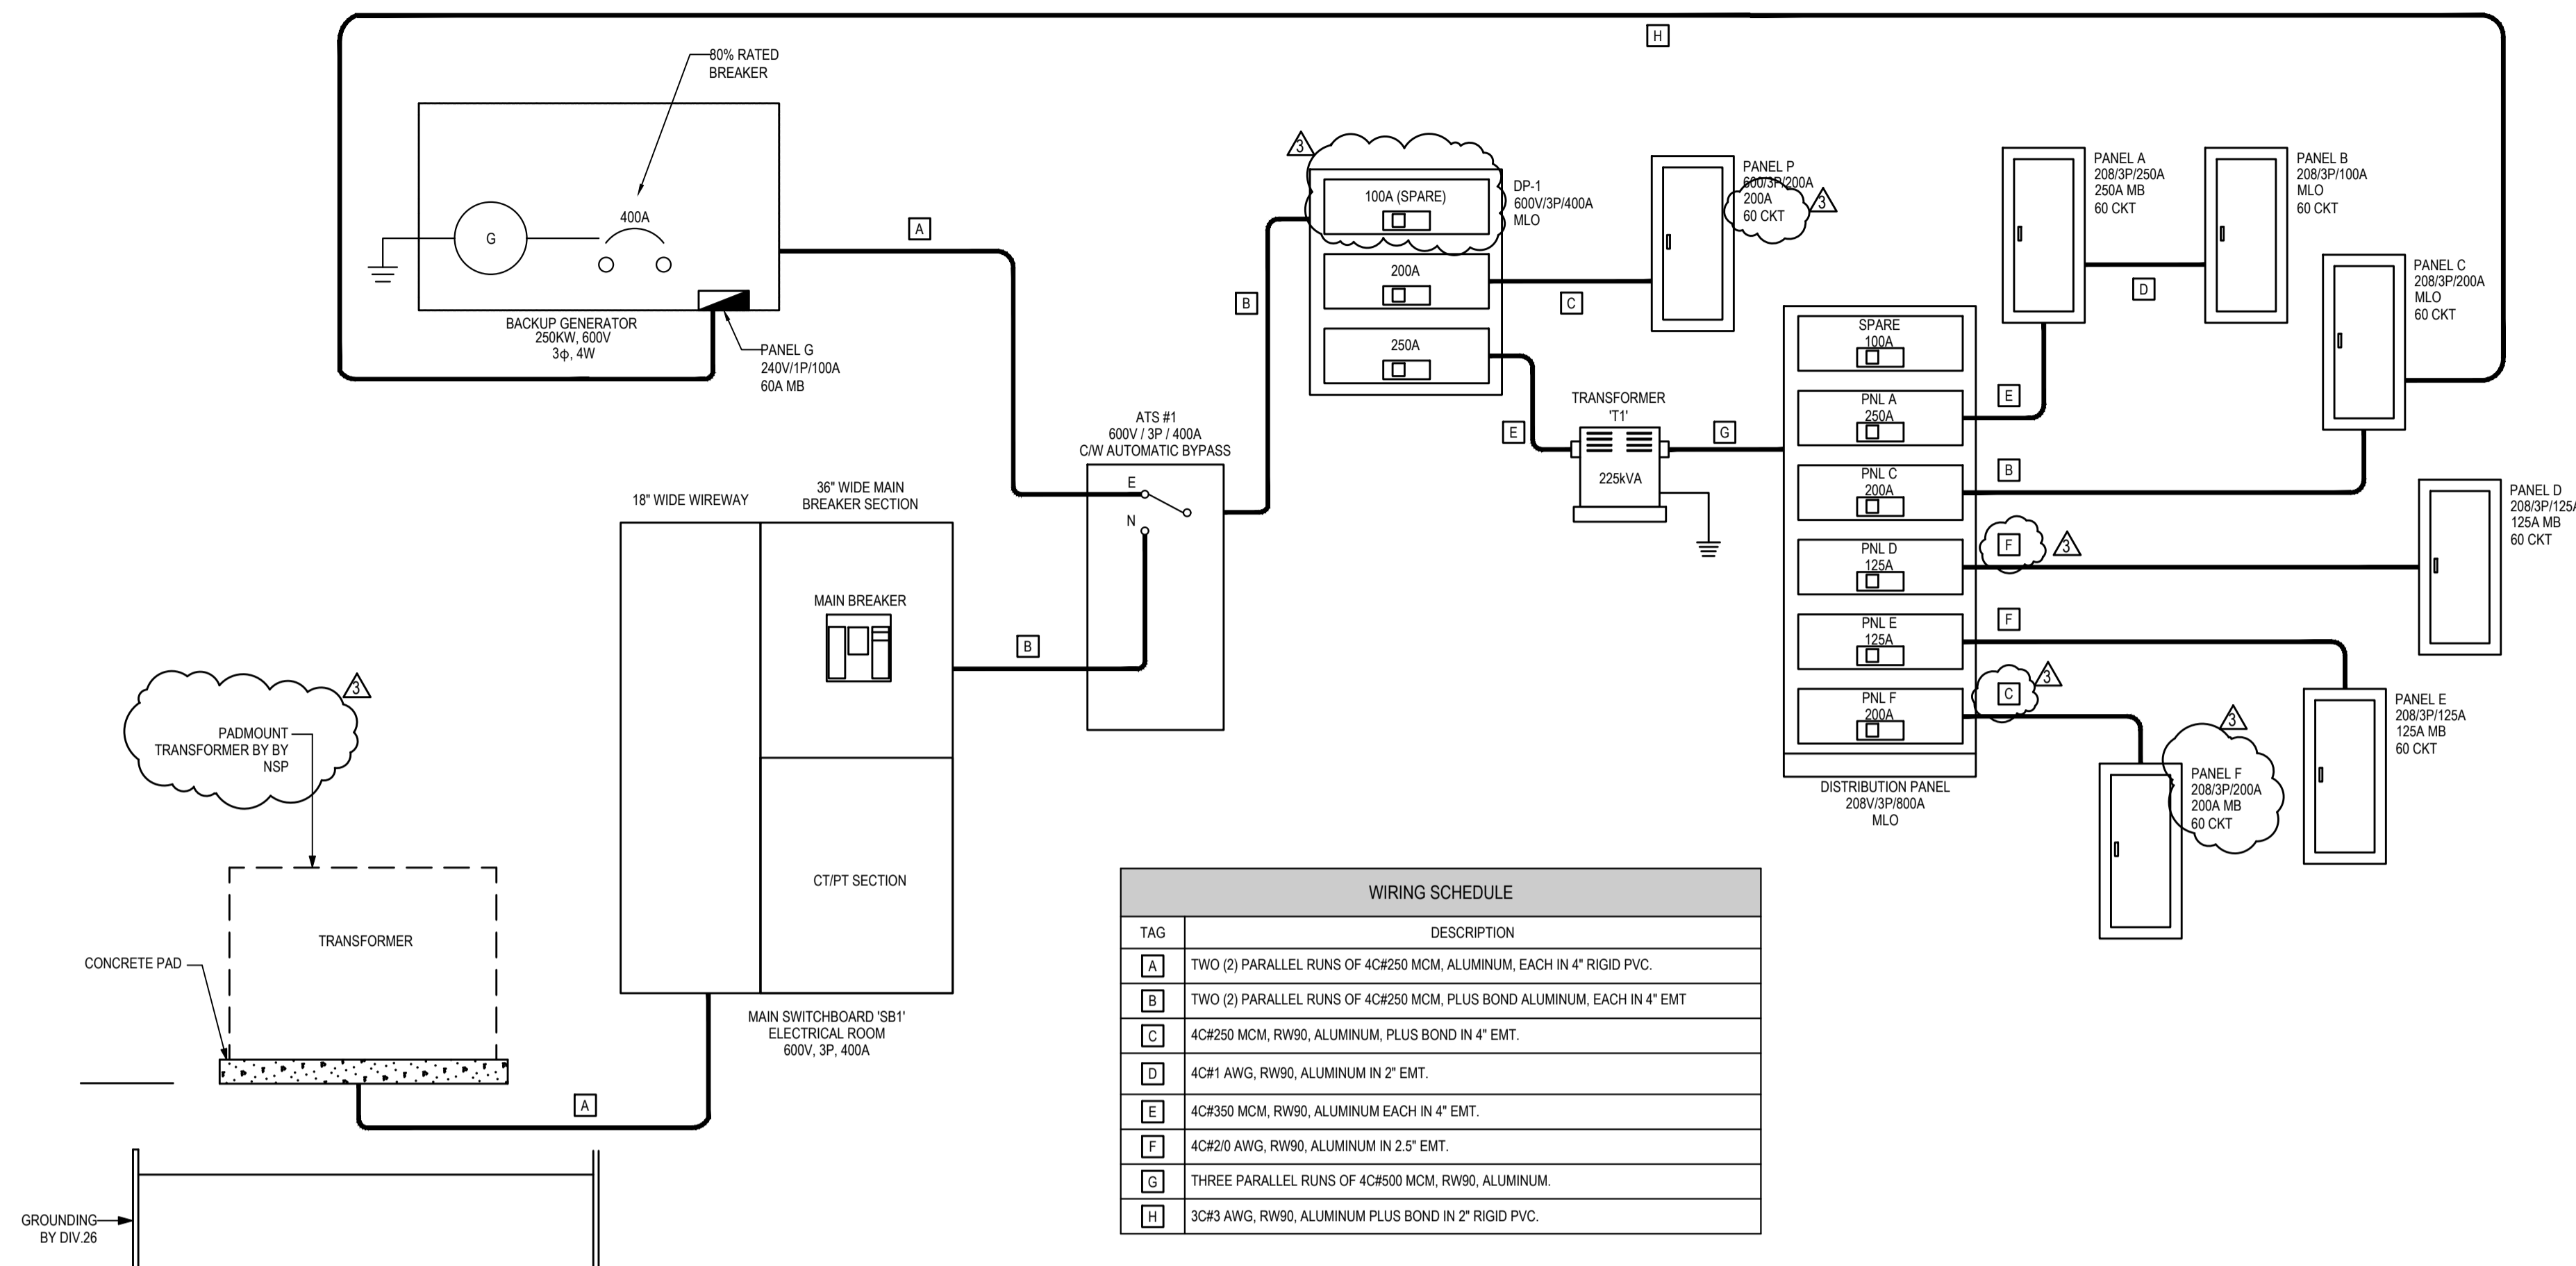 H
80% RATED
BREAKER
400A
G
BACKUP GENERATOR
250KW, 600V
3ϕ, 4W
PANEL G
240V/1P/100A
60A MB
A
3
100A (SPARE)
200A
250A
DP-1
600V/3P/400A
MLO
B
C
PANEL P
600/3P/200A
200A
60 CKT
3
E
TRANSFORMER
'T1'
225kVA
G
PANEL A
208/3P/250A
250A MB
60 CKT
D
PANEL B
208/3P/100A
MLO
60 CKT
PANEL C
208/3P/200A
MLO
60 CKT
SPARE
100A
PNL A
250A
PNL C
200A
PNL D
125A
PNL E
125A
PNL F
200A
DISTRIBUTION PANEL
208V/3P/800A
MLO
E
B
F
3
F
C
3
PANEL D
208/3P/125A
125A MB
60 CKT
PANEL E
208/3P/125A
125A MB
60 CKT
3
PANEL F
208/3P/200A
200A MB
60 CKT
ATS #1
600V / 3P / 400A
C/W AUTOMATIC BYPASS
E
N
18" WIDE WIREWAY
36" WIDE MAIN
BREAKER SECTION
MAIN BREAKER
CT/PT SECTION
B
MAIN SWITCHBOARD 'SB1'
ELECTRICAL ROOM
600V, 3P, 400A
3
PADMOUNT
TRANSFORMER BY BY
NSP
TRANSFORMER
CONCRETE PAD
A
GROUNDING
BY DIV.26
WIRING SCHEDULE
TAG DESCRIPTION
A TWO (2) PARALLEL RUNS OF 4C#250 MCM, ALUMINUM, EACH IN 4" RIGID PVC.
B TWO (2) PARALLEL RUNS OF 4C#250 MCM, PLUS BOND ALUMINUM, EACH IN 4" EMT
C 4C#250 MCM, RW90, ALUMINUM, PLUS BOND IN 4" EMT.
D 4C#1 AWG, RW90, ALUMINUM IN 2" EMT.
E 4C#350 MCM, RW90, ALUMINUM EACH IN 4" EMT.
F 4C#2/0 AWG, RW90, ALUMINUM IN 2.5" EMT.
G THREE PARALLEL RUNS OF 4C#500 MCM, RW90, ALUMINUM.
H 3C#3 AWG, RW90, ALUMINUM PLUS BOND IN 2" RIGID PVC.